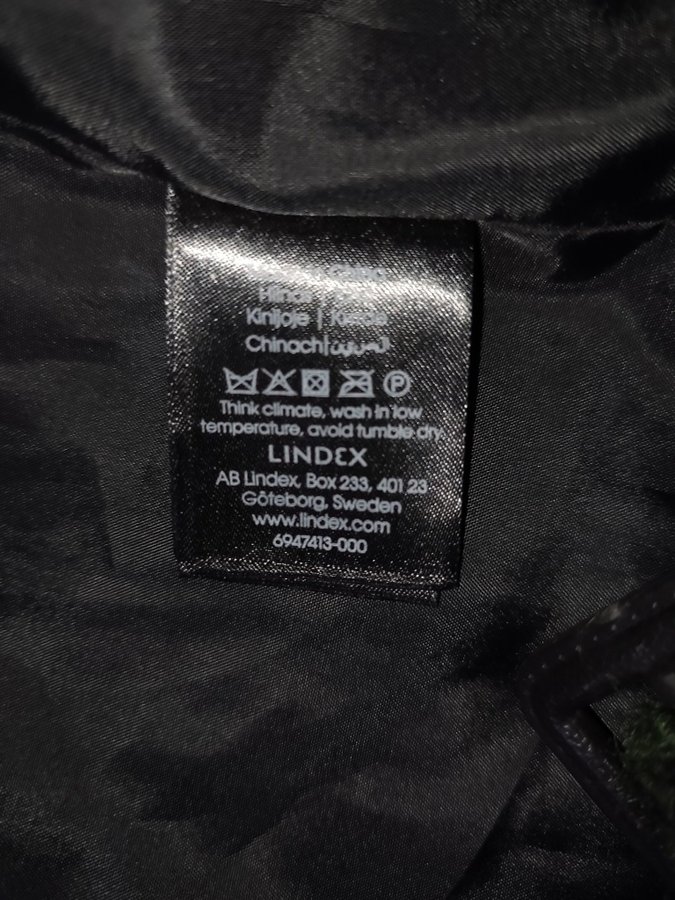 Kinijoje |
Chinach|الصين
Think climate, wash in low
temperature, avoid tumble dry.
LINDEX
AB Lindex, Box 233, 401 23
Göteborg, Sweden
www.lindex.com
6947413-000